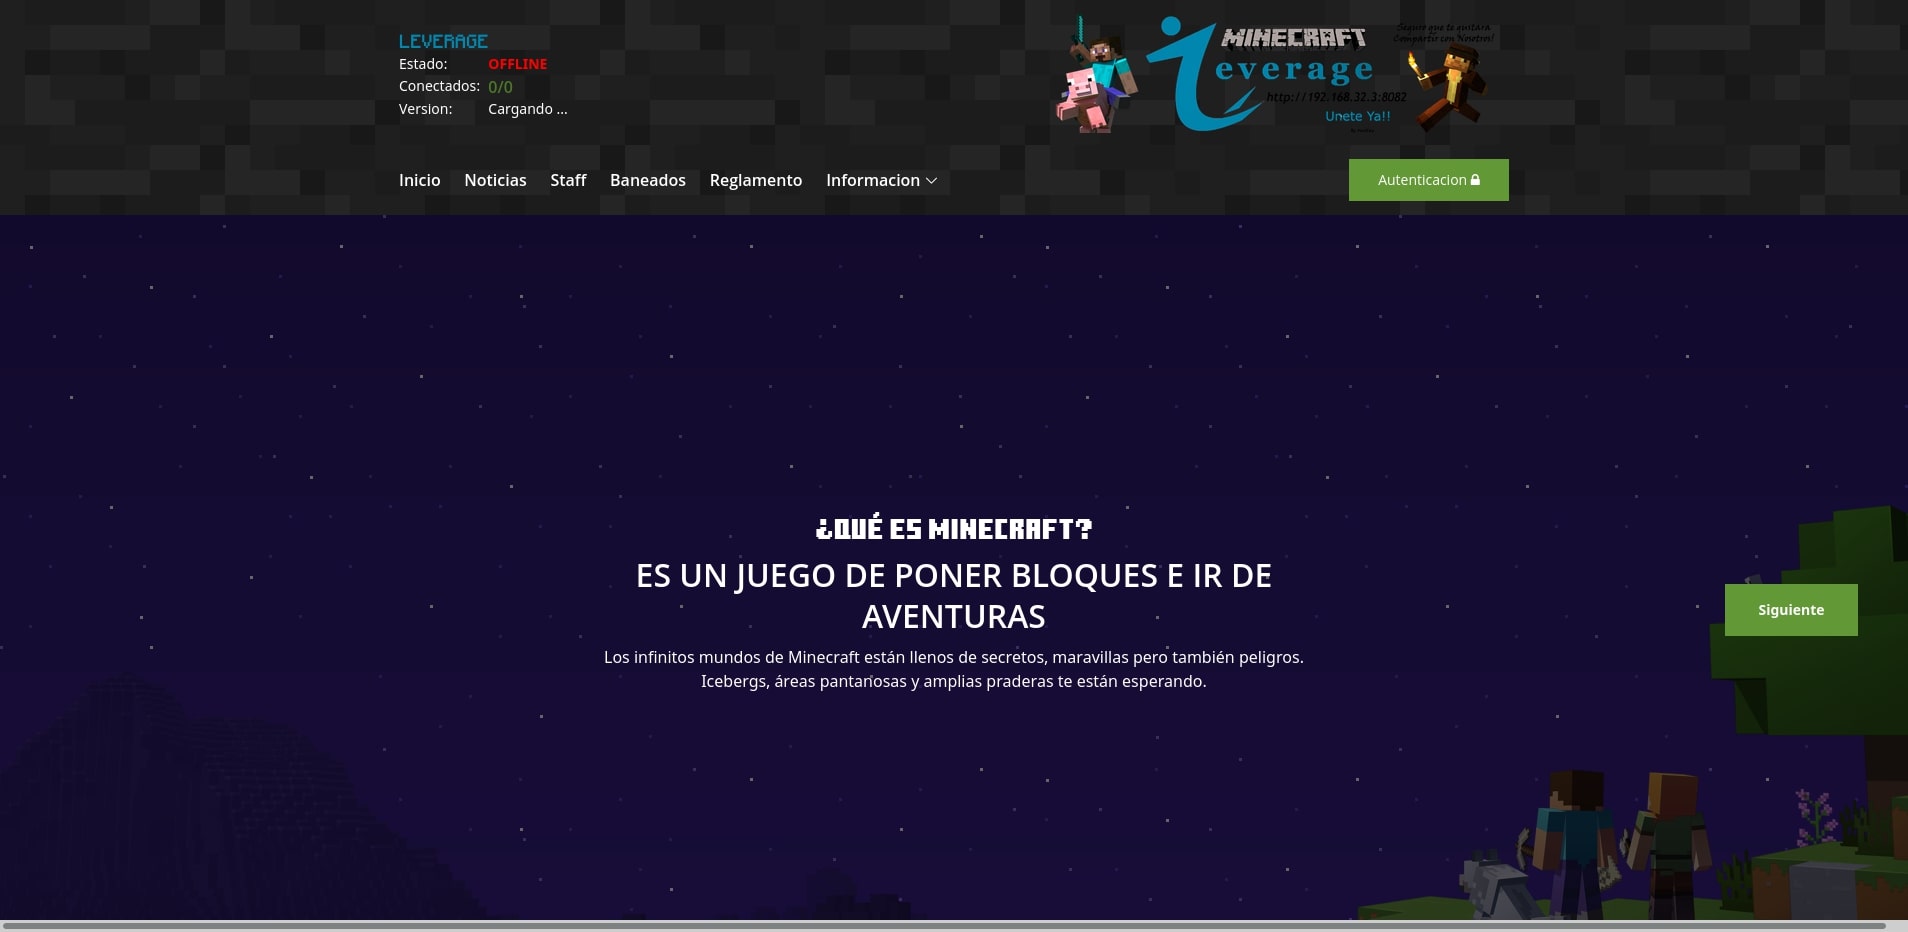 LEVERAGE
Estado: OFFLINE
Conectados: 0/0
Version: Cargando ...
MINECRAFT
everage
http://192.168.32.3:8082
Unete Ya!!
Seguro que te gustara
Compartir con Nosotros!
Inicio Noticias Staff Baneados Reglamento Informacion
Autenticacion
¿QUÉ ES MINECRAFT?
ES UN JUEGO DE PONER BLOQUES E IR DE
AVENTURAS
Los infinitos mundos de Minecraft están llenos de secretos, maravillas pero también peligros.
Icebergs, áreas pantanosas y amplias praderas te están esperando.
Siguiente